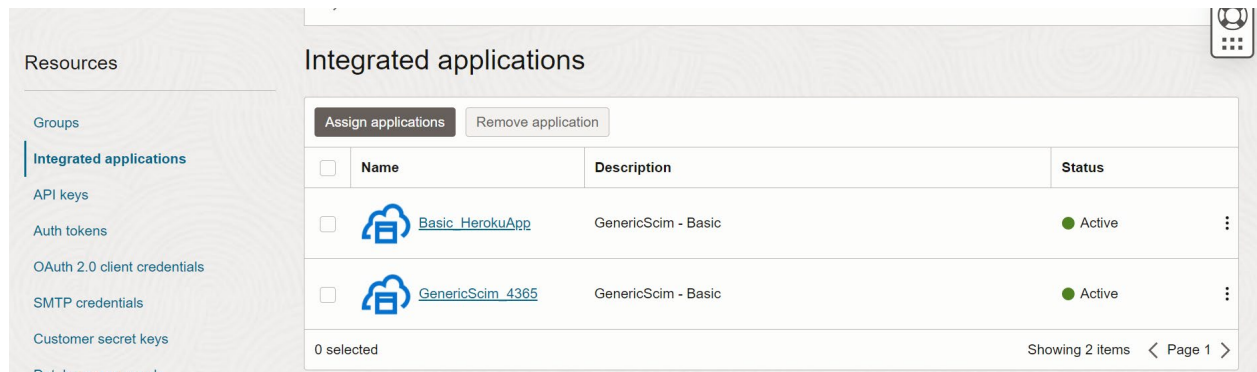 Resources
Groups
Integrated applications
API keys
Auth tokens
OAuth 2.0 client credentials
SMTP credentials
Customer secret keys
Integrated applications
Assign applications Remove application
Name Description Status
Basic_HerokuApp GenericScim - Basic Active
GenericScim_4365 GenericScim - Basic Active
0 selected Showing 2 items Page 1